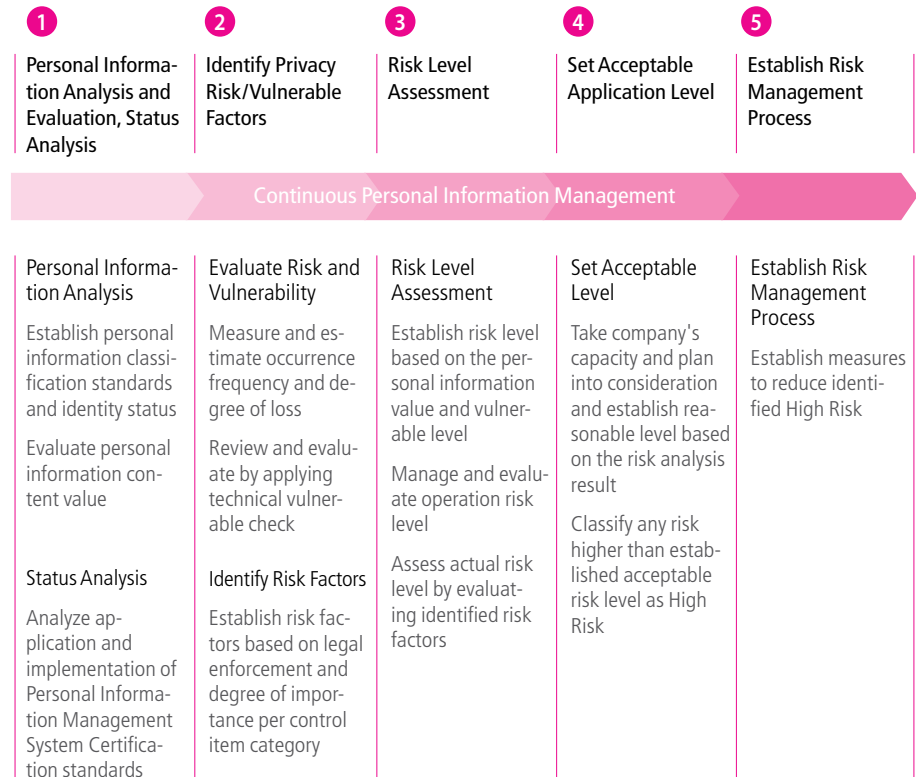 1
Personal Informa-
tion Analysis and
Evaluation, Status
Analysis
2
Identify Privacy
Risk/Vulnerable
Factors
3
Risk Level
Assessment
4
Set Acceptable
Application Level
5
Establish Risk
Management
Process
Continuous Personal Information Management
Personal Informa-
tion Analysis
Establish personal
information classi-
fication standards
and identity status
Evaluate personal
information con-
tent value
Status Analysis
Analyze ap-
plication and
implementation of
Personal Informa-
tion Management
System Certifica-
tion standards
Evaluate Risk and
Vulnerability
Measure and es-
timate occurrence
frequency and de-
gree of loss
Review and evalu-
ate by applying
technical vulner-
able check
Identify Risk Factors
Establish risk fac-
tors based on legal
enforcement and
degree of impor-
tance per control
item category
Risk Level
Assessment
Establish risk level
based on the per-
sonal information
value and vulner-
able level
Manage and evalu-
ate operation risk
level
Assess actual risk
level by evaluat-
ing identified risk
factors
Set Acceptable
Level
Take company's
capacity and plan
into consideration
and establish rea-
sonable level based
on the risk analysis
result
Classify any risk
higher than estab-
lished acceptable
risk level as High
Risk
Establish Risk
Management
Process
Establish measures
to reduce identi-
fied High Risk